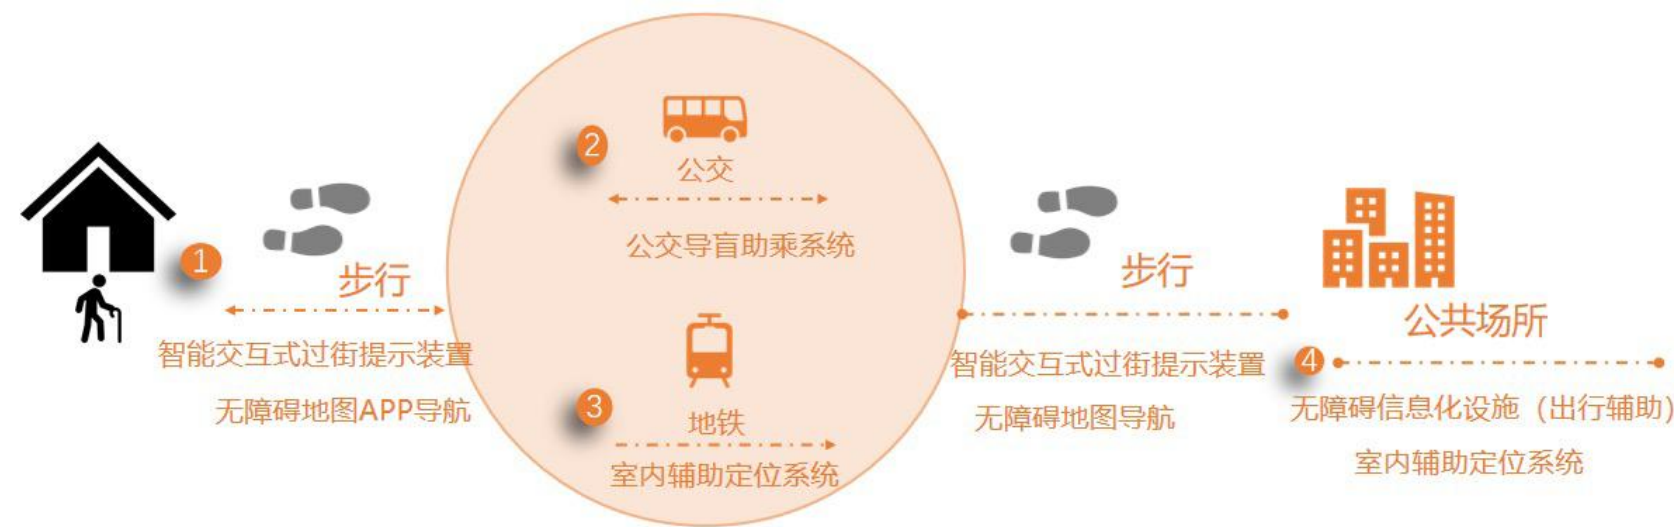 1
步行
智能交互式过街提示装置
无障碍地图APP导航
2
公交
公交导盲助乘系统
3
地铁
室内辅助定位系统
步行
智能交互式过街提示装置
无障碍地图导航
公共场所
4
无障碍信息化设施（出行辅助）
室内辅助定位系统